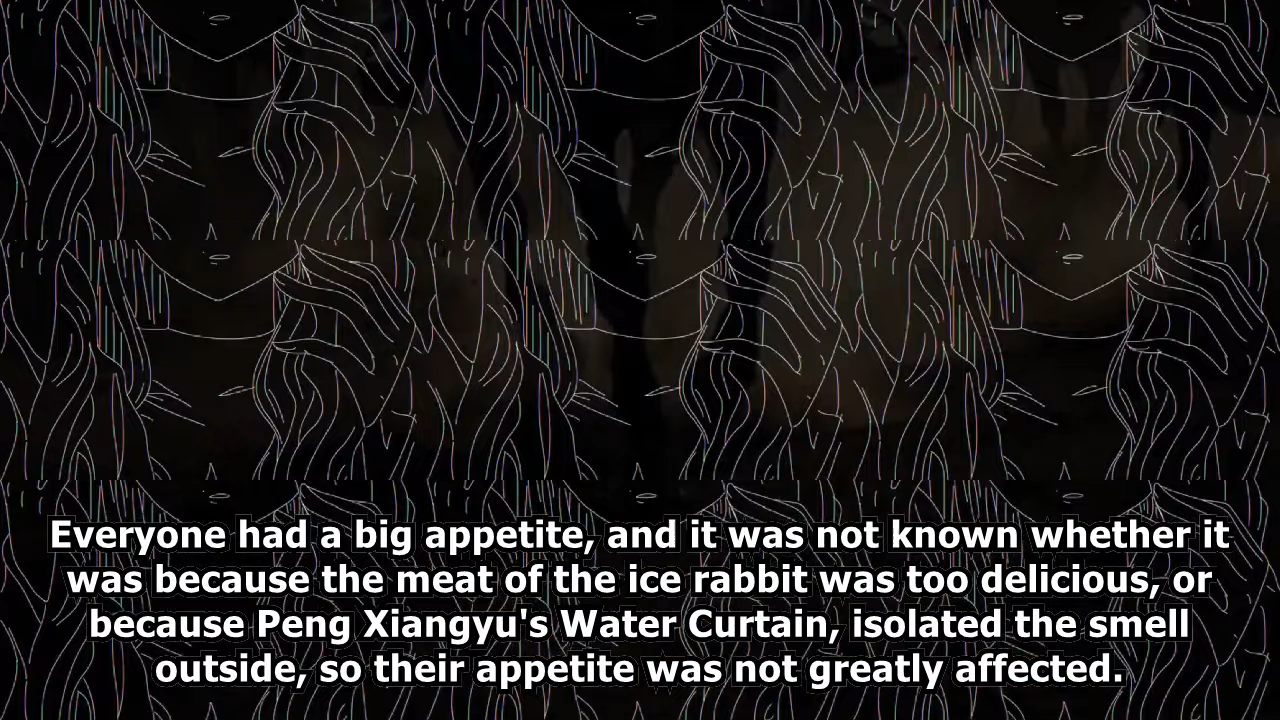 Everyone had a big appetite, and it was not known whether it
was because the meat of the ice rabbit was too delicious, or
because Peng Xiangyu's Water Curtain, isolated the smell
outside, so their appetite was not greatly affected.